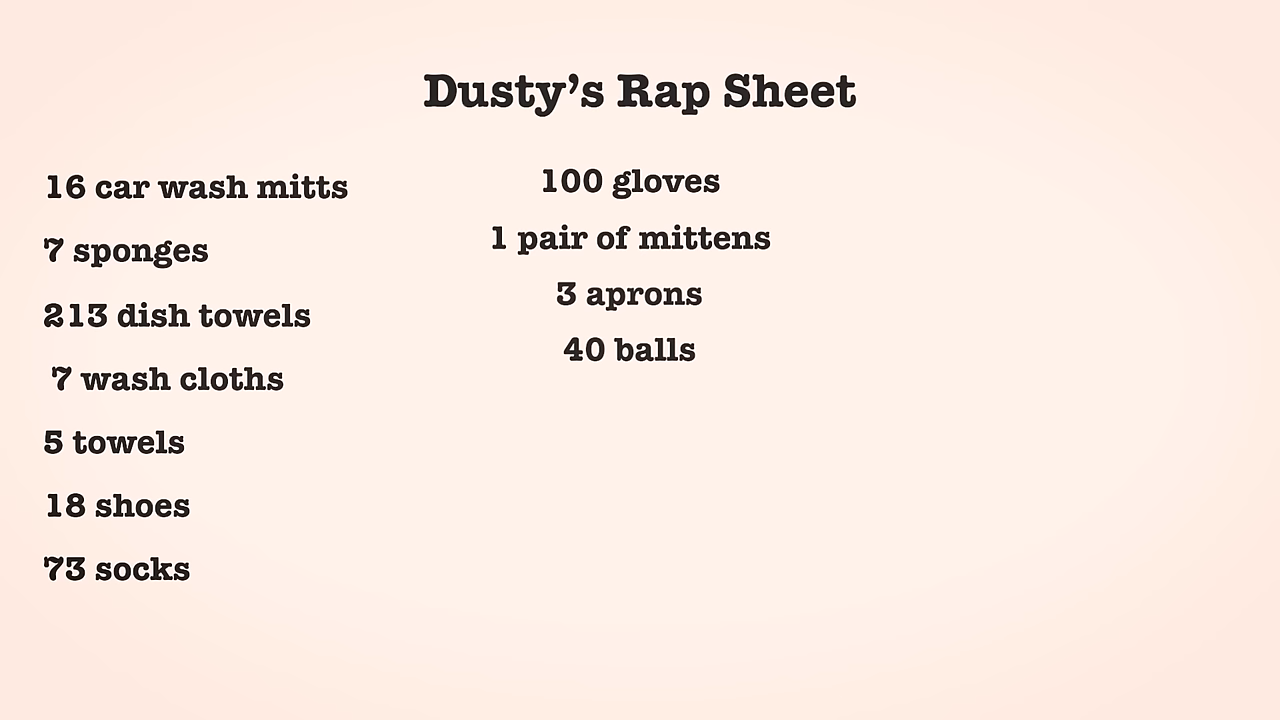 Dusty’s Rap Sheet
16 car wash mitts
7 sponges
213 dish towels
7 wash cloths
5 towels
18 shoes
73 socks
100 gloves
1 pair of mittens
3 aprons
40 balls